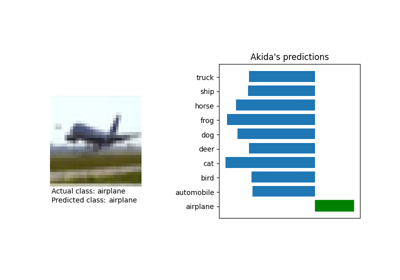 Akida's predictions
truck
ship
horse
frog
dog
deer
cat
bird
automobile
airplane
Actual class: airplane
Predicted class: airplane